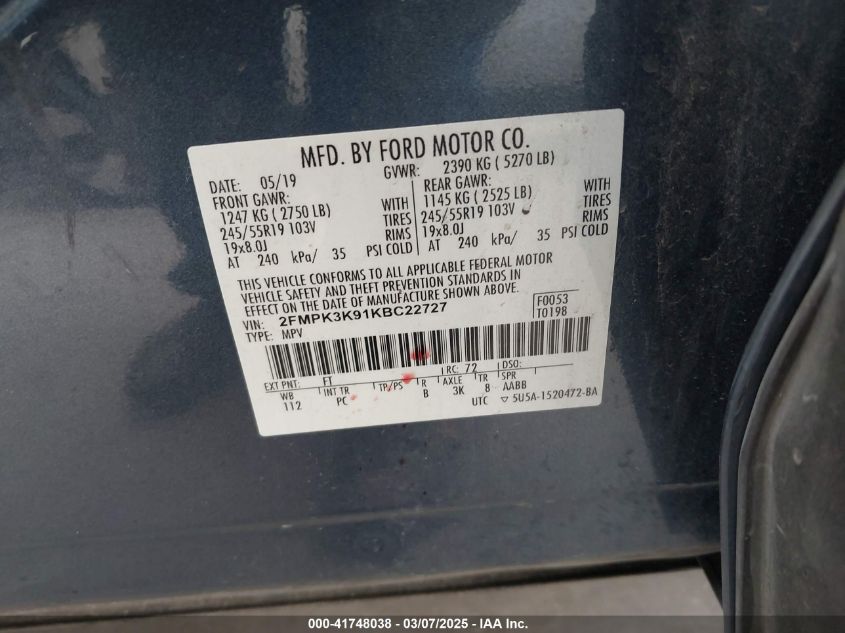 MFD. BY FORD MOTOR CO.
DATE: 05/19 GVWR: 2390 KG ( 5270 LB)
FRONT GAWR: REAR GAWR:
1247 KG ( 2750 LB) WITH 1145 KG ( 2525 LB) WITH
245/55R19 103V TIRES 245/55R19 103V TIRES
19x8.0J RIMS 19x8.0J RIMS
AT 240 kPa/ 35 PSI COLD AT 240 kPa/ 35 PSI COLD
THIS VEHICLE CONFORMS TO ALL APPLICABLE FEDERAL MOTOR
VEHICLE SAFETY AND THEFT PREVENTION STANDARDS IN
EFFECT ON THE DATE OF MANUFACTURE SHOWN ABOVE.
VIN: 2FMPK3K91KBC22727 F0053
TYPE: MPV T0198
EXT PNT: FT RC: 72 DSO:
WB INT TR TP/PS R AXLE TR SPR
112 PC B 3K B AABB
UTC ▽ 5U5A-1520472-BA
000-41748038 - 03/07/2025 - IAA Inc.